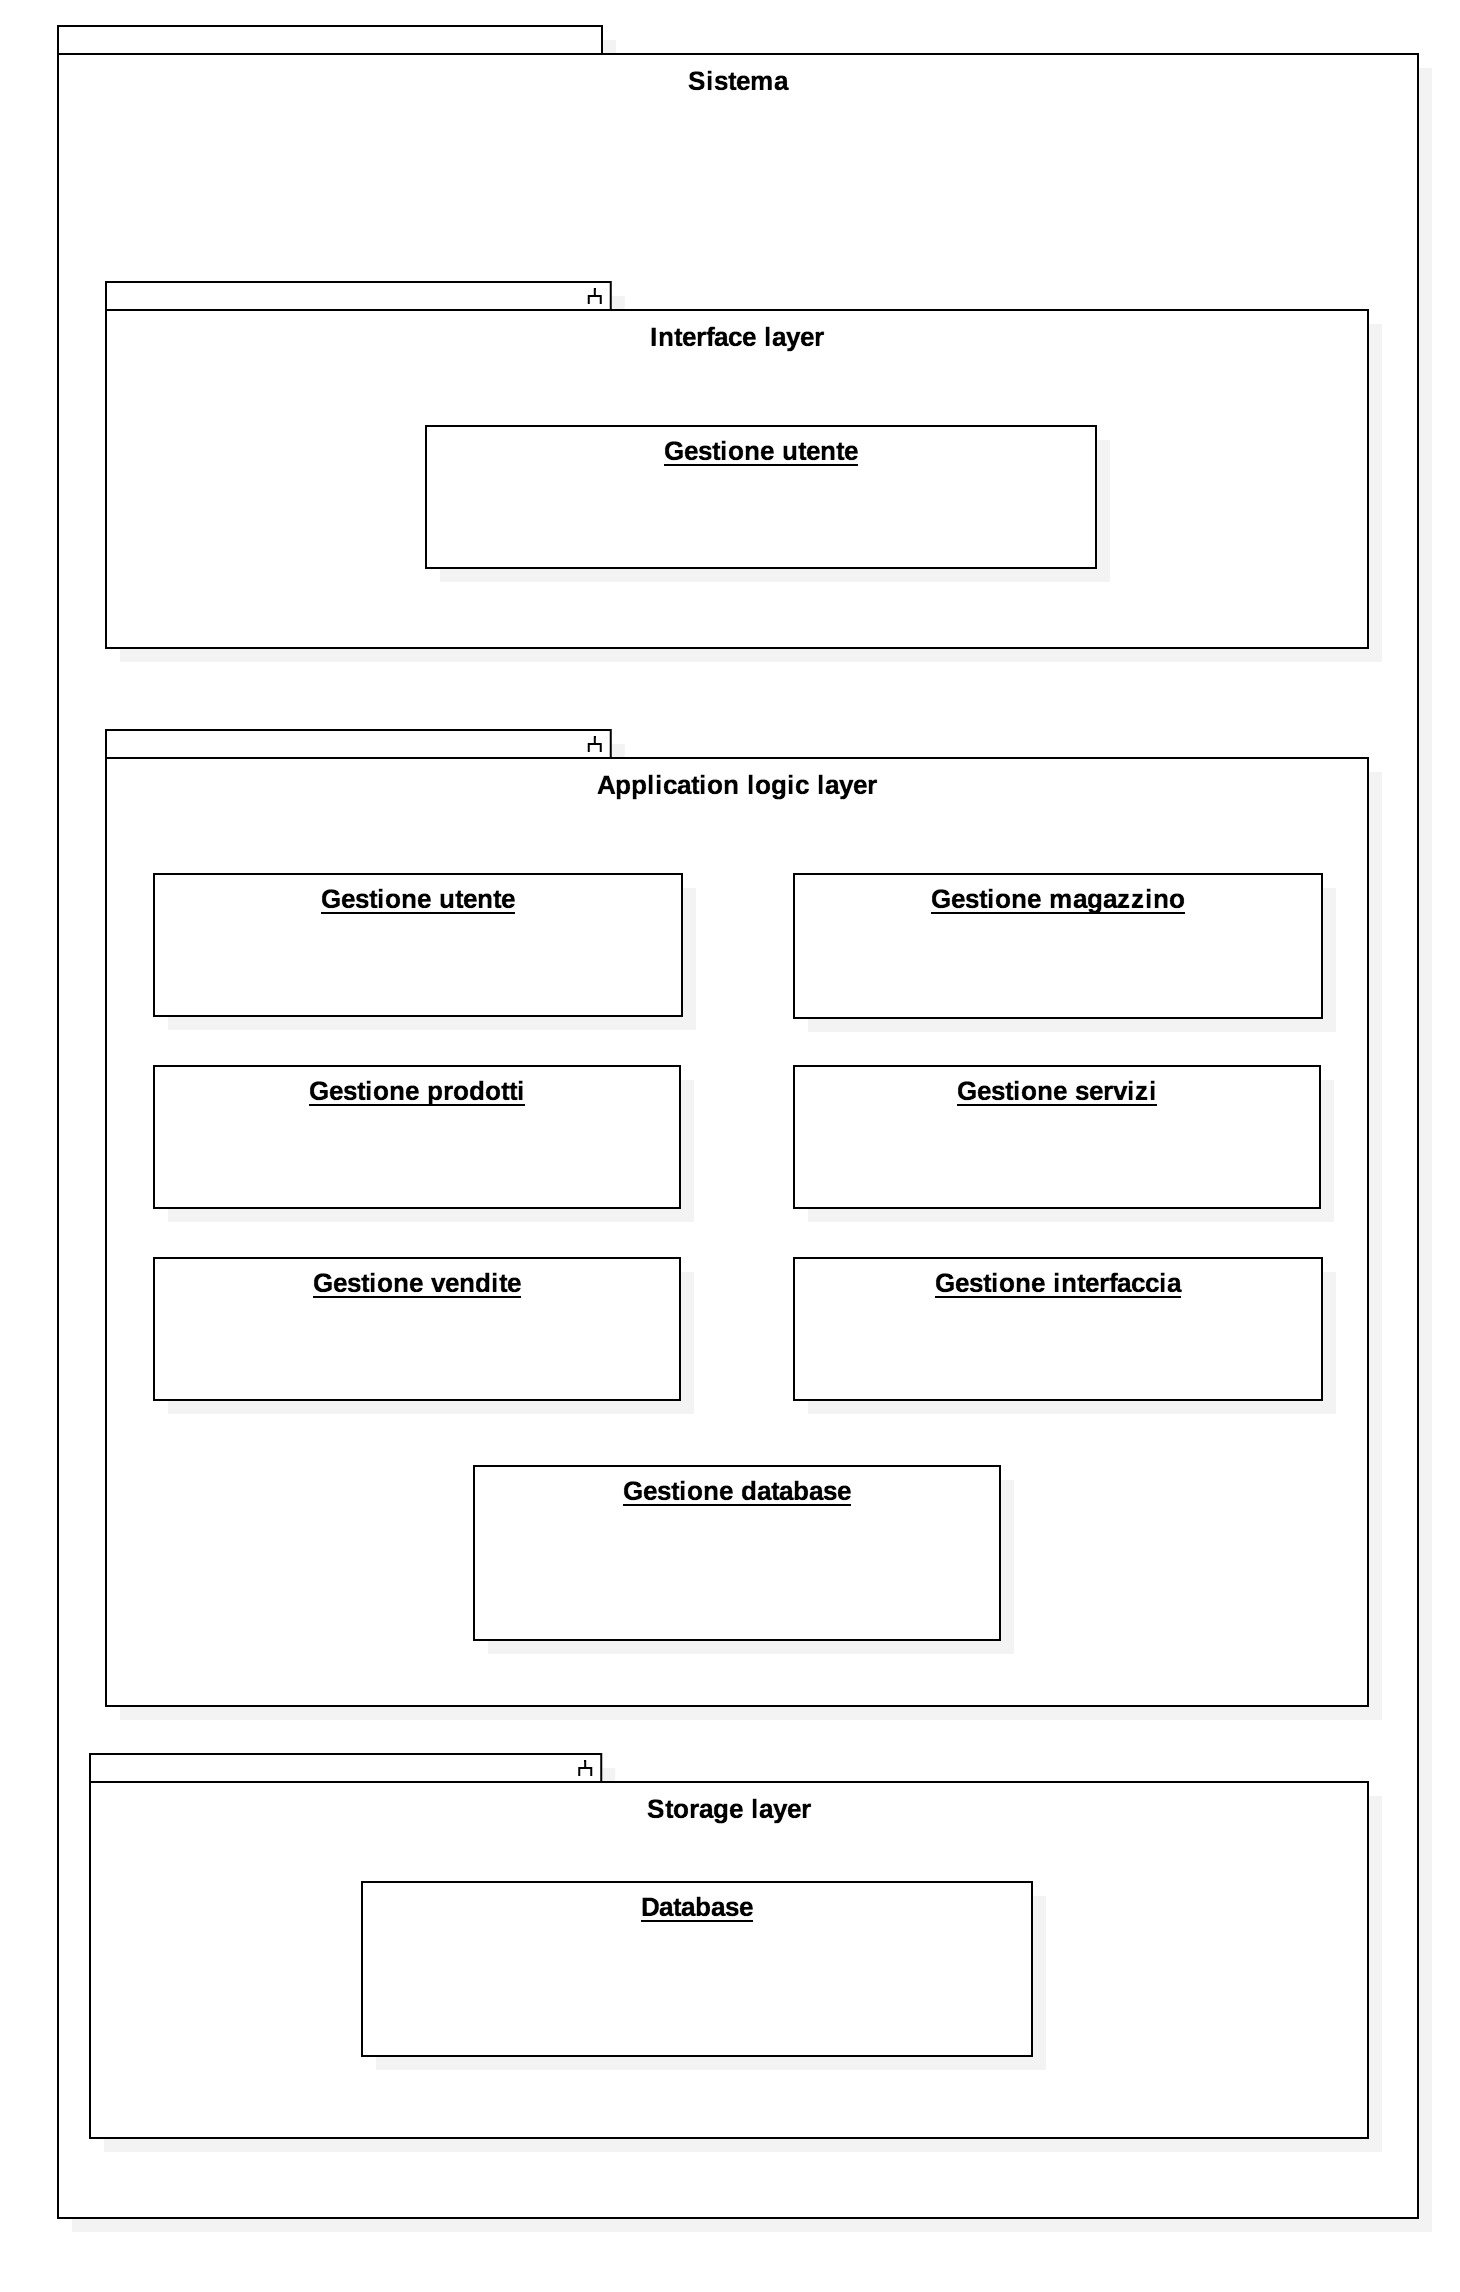 Sistema
Interface layer
Gestione utente
Application logic layer
Gestione utente
Gestione magazzino
Gestione prodotti
Gestione servizi
Gestione vendite
Gestione interfaccia
Gestione database
Storage layer
Database